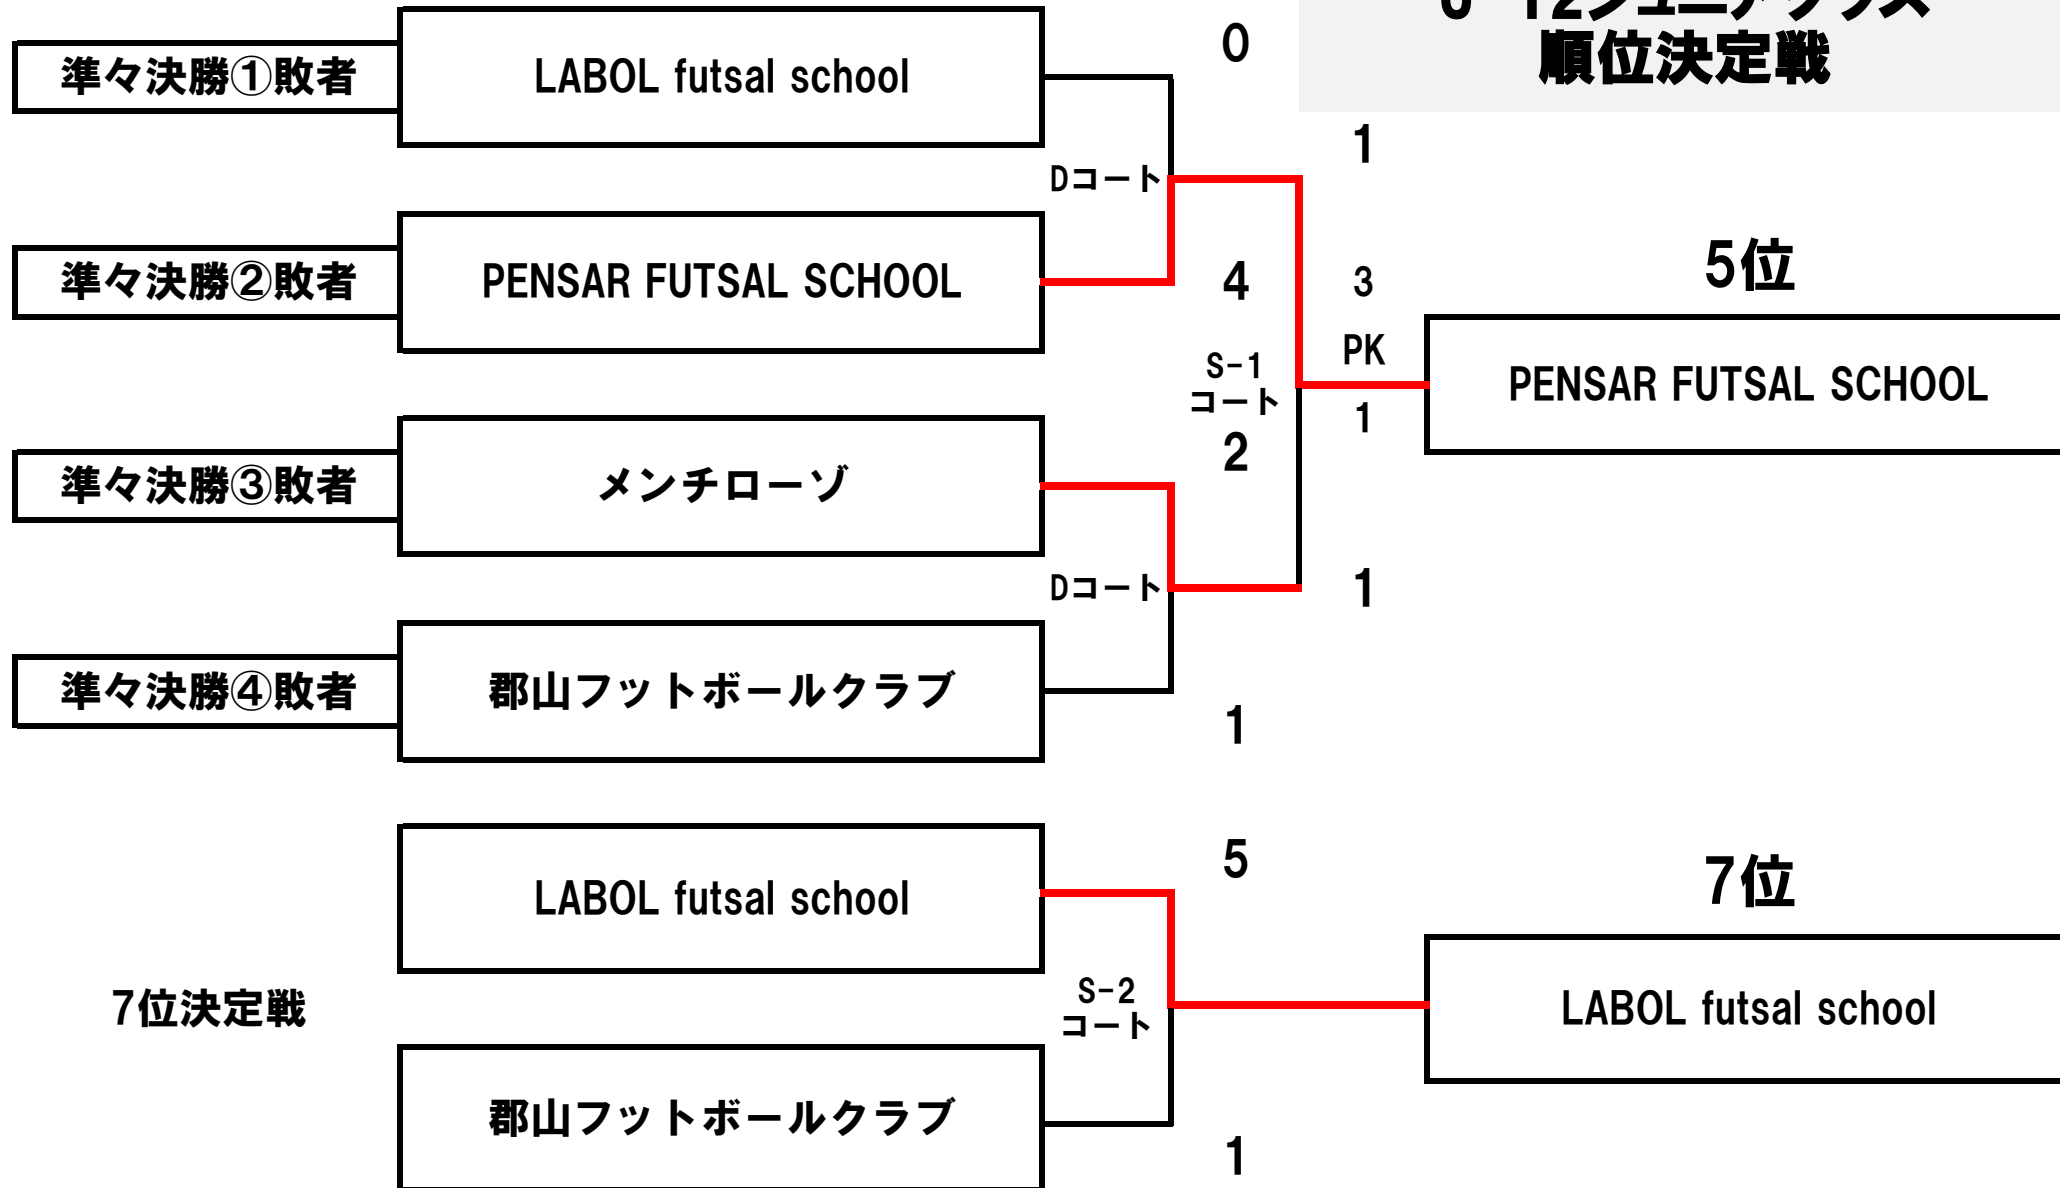 順位決定戦
0
準々決勝①敗者
LABOL futsal school
1
Dコート
準々決勝②敗者
PENSAR FUTSAL SCHOOL
4
3
5位
PK
S-1
コート
PENSAR FUTSAL SCHOOL
1
2
準々決勝③敗者
メンチローゾ
Dコート
1
準々決勝④敗者
郡山フットボールクラブ
1
5
7位
LABOL futsal school
S-2
コート
7位決定戦
LABOL futsal school
郡山フットボールクラブ
1